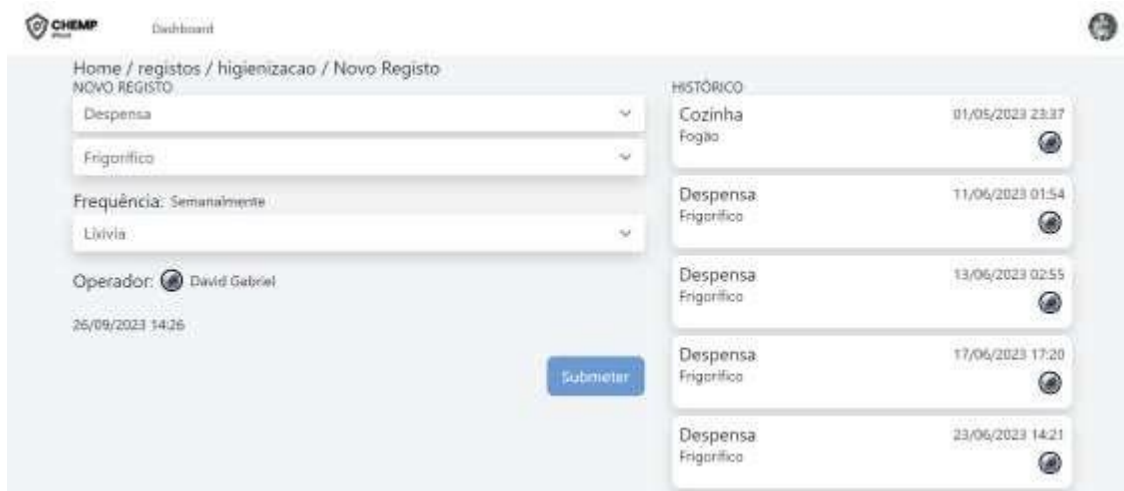 CHEMP
Dashboard
Home / registos / higienizacao / Novo Registo
NOVO REGISTO
Despensa
Frigorífico
Frequência: Semanalmente
Lixivia
Operador: David Gabriel
26/09/2023 14:26
Submeter
HISTÓRICO
Cozinha 01/05/2023 23:37
Fogão
Despensa 11/06/2023 01:54
Frigorífico
Despensa 13/06/2023 02:55
Frigorífico
Despensa 17/06/2023 17:20
Frigorífico
Despensa 23/06/2023 14:21
Frigorífico